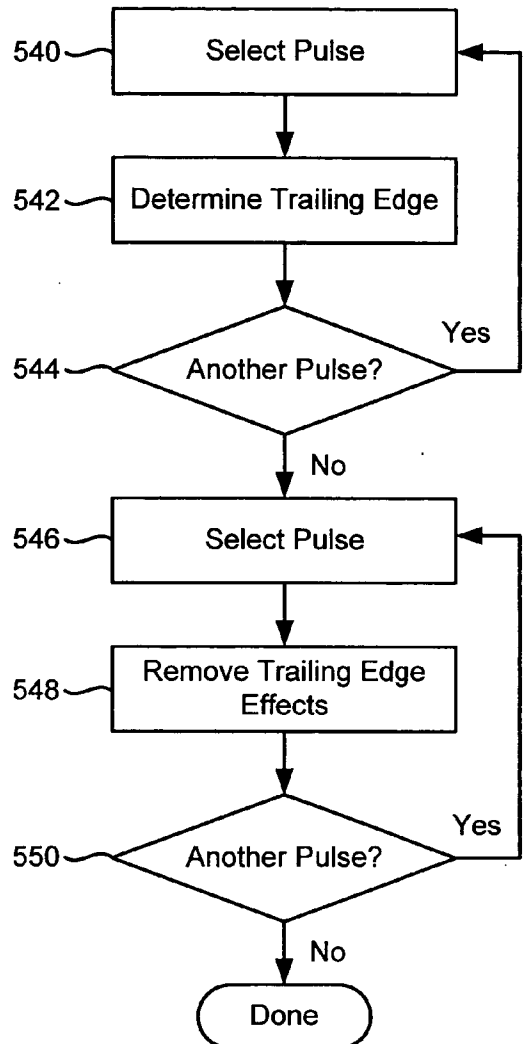 540
Select Pulse
542
Determine Trailing Edge
Yes
544
Another Pulse?
No
546
Select Pulse
548
Remove Trailing Edge
Effects
Yes
550
Another Pulse?
No
Done